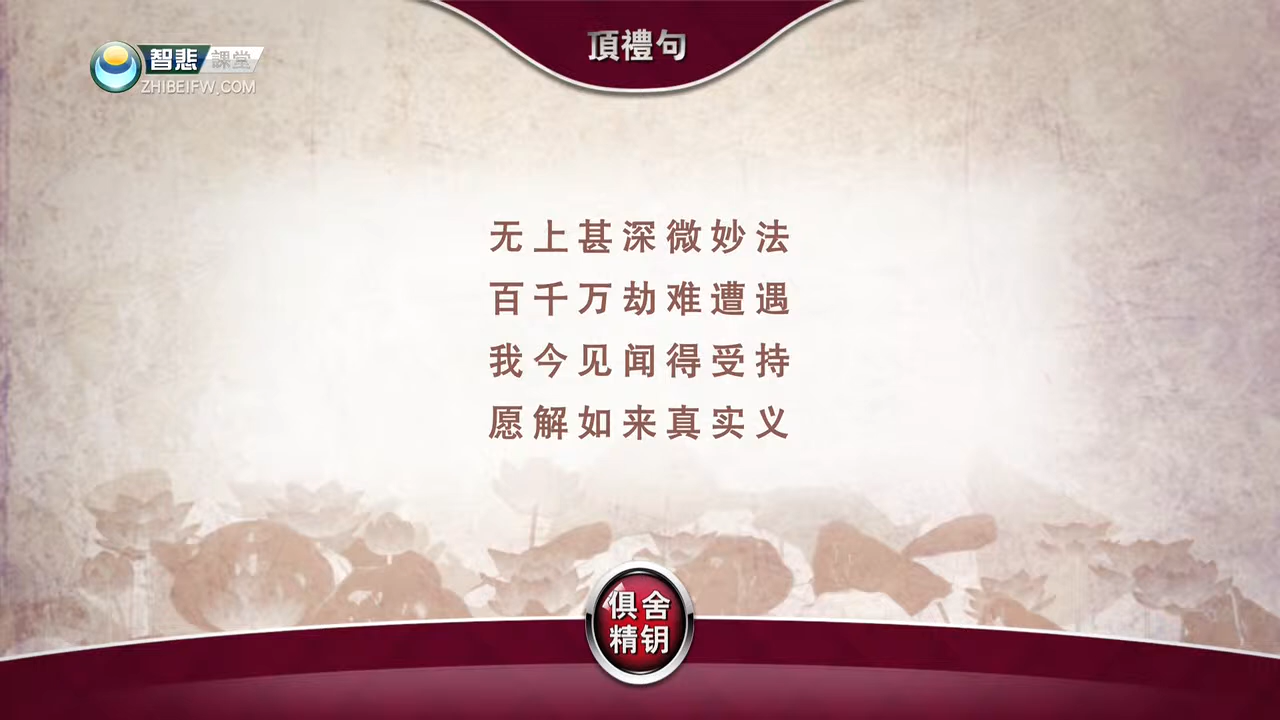 頂禮句
智悲課堂
ZHIBEIFW.COM
无上甚深微妙法
百千万劫难遭遇
我今见闻得受持
愿解如来真实义
俱舍
精钥